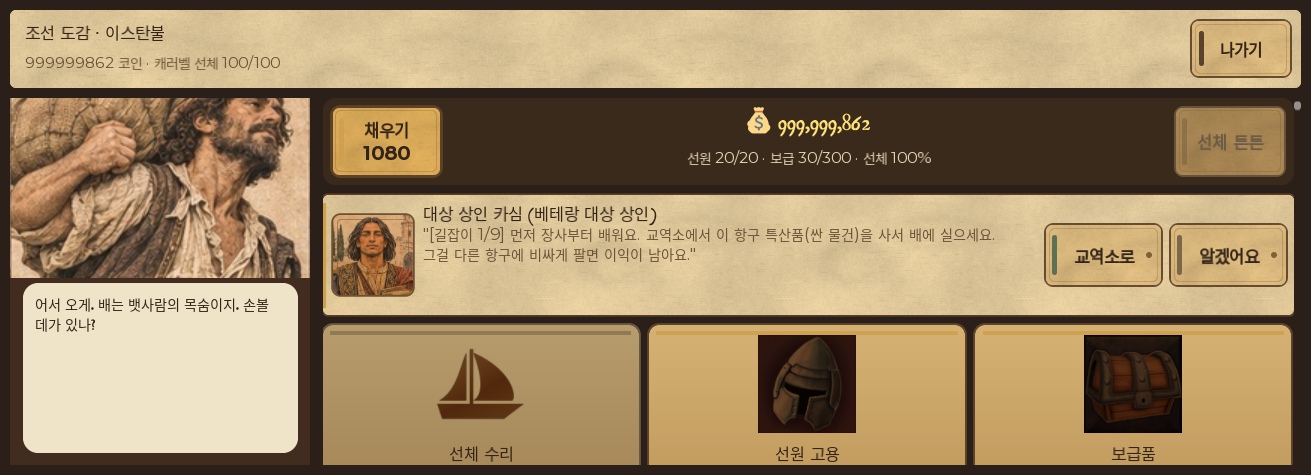 조선 도감 · 이스탄불
999999862 코인 · 캐러벨 선체 100/100
나가기
채우기
1080
$ 999,999,862
선원 20/20 · 보급 30/300 · 선체 100%
선체 튼튼
대상 상인 카심 (베테랑 대상 상인)
"[길잡이 1/9] 먼저 장사부터 배워요. 교역소에서 이 항구 특산품(싼 물건)을 사서 배에 실으세요.
그걸 다른 항구에 비싸게 팔면 이익이 남아요."
교역소로
알겠어요
어서 오게. 배는 뱃사람의 목숨이지. 손볼
데가 있나?
선체 수리
선원 고용
보급품